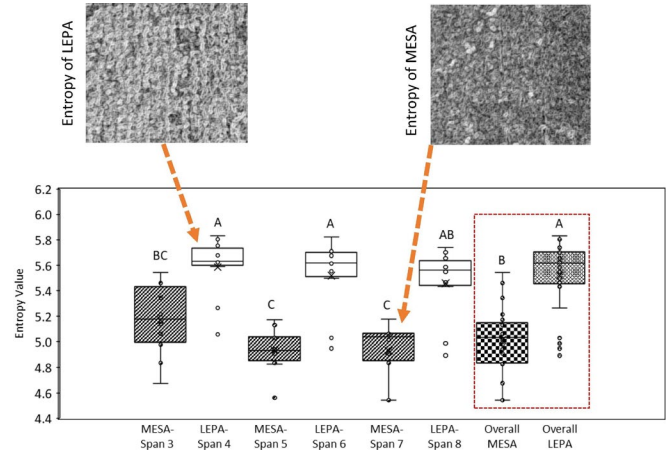 Entropy of LEPA
Entropy of MESA
6.2
6.0
5.8
5.6
5.4
5.2
5.0
4.8
4.6
4.4
Entropy Value
BC
A
C
A
C
AB
B
A
MESA-
Span 3
LEPA-
Span 4
MESA-
Span 5
LEPA-
Span 6
MESA-
Span 7
LEPA-
Span 8
Overall
MESA
Overall
LEPA